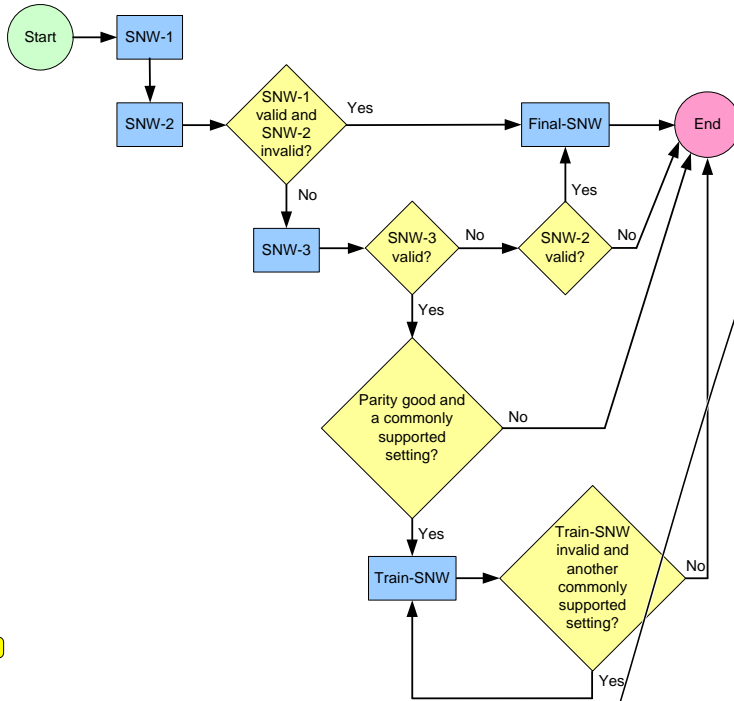 Start
SNW-1
SNW-2
SNW-1
valid and
SNW-2
invalid?
Yes
Final-SNW
End
No
Yes
SNW-3
SNW-3
valid?
No
SNW-2
valid?
No
Yes
Parity good and
a commonly
supported
setting?
No
Yes
Train-SNW
Train-SNW
invalid and
another
commonly
supported
setting?
No
Yes